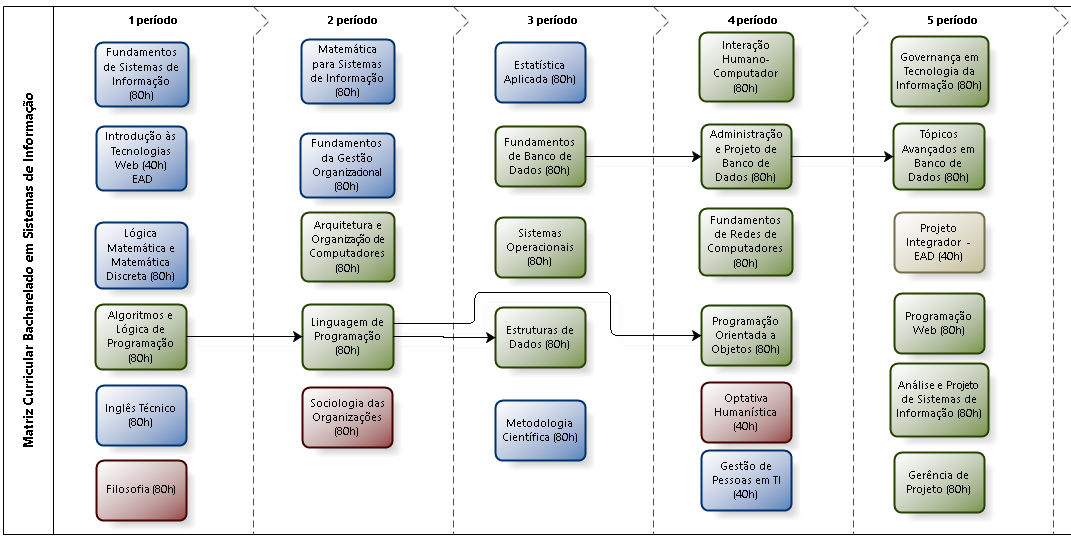 Matriz Curricular Bacharelado em Sistemas de Informação
1 período
Fundamentos
de Sistemas de
Informação
(80h)
Introdução às
Tecnologias
Web (40h)
EAD
Lógica
Matemática e
Matemática
Discreta (80h)
Algoritmos e
Lógica de
Programação
(80h)
Inglês Técnico
(80h)
Filosofia (80h)
2 período
Matemática
para Sistemas
de Informação
(80h)
Fundamentos
da Gestão
Organizacional
(80h)
Arquitetura e
Organização de
Computadores
(80h)
Linguagem de
Programação
(80h)
Sociologia das
Organizações
(80h)
3 período
Estatística
Aplicada (80h)
Fundamentos
de Banco de
Dados (80h)
Sistemas
Operacionais
(80h)
Estruturas de
Dados (80h)
Metodologia
Científica (80h)
4 período
Interação
Humano-
Computador
(80h)
Administração
e Projeto de
Banco de
Dados (80h)
Fundamentos
de Redes de
Computadores
(80h)
Programação
Orientada a
Objetos (80h)
Optativa
Humanística
(40h)
Gestão de
Pessoas em TI
(40h)
5 período
Governança em
Tecnologia da
Informação (80h)
Tópicos
Avançados em
Banco de
Dados (80h)
Projeto
Integrador -
EAD (40h)
Programação
Web (80h)
Análise e Projeto
de Sistemas de
Informação (80h)
Gerência de
Projeto (80h)